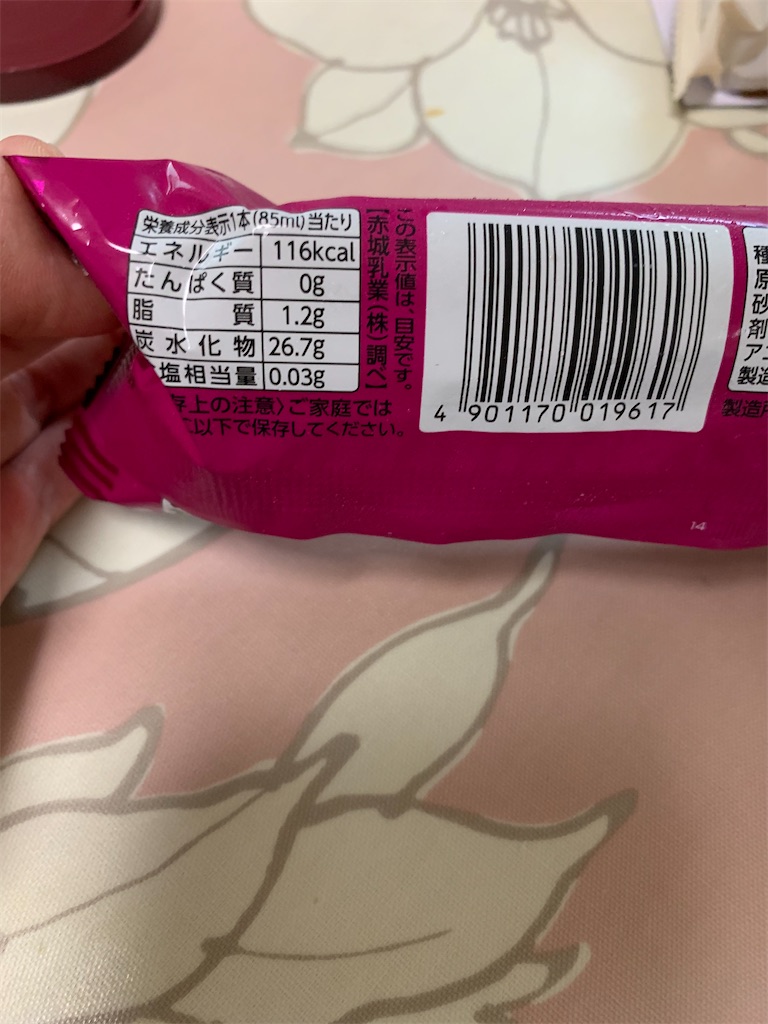 栄養成分表示1本(85ml)当たり
エネルギー 116kcal
たんぱく質 0g
脂質 1.2g
炭水化物 26.7g
塩相当量 0.03g
この表示値は、目安です。
【赤城乳業(株)調べ】
存上の注意〉ご家庭では
以下で保存してください。
4 901170 019617
種
原
砂
剤
アニ
製造
製造所
14